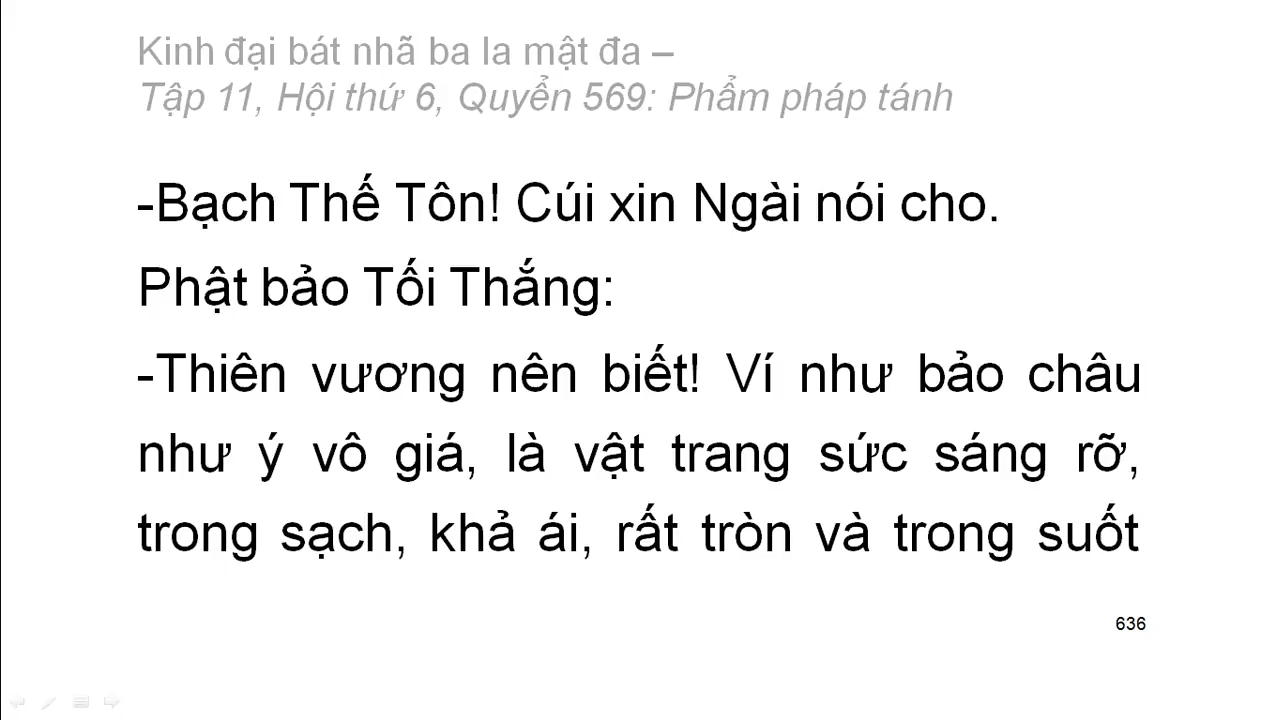 Kinh đại bát nhã ba la mật đa –
Tập 11, Hội thứ 6, Quyển 569: Phẩm pháp tánh
-Bạch Thế Tôn! Cúi xin Ngài nói cho.
Phật bảo Tối Thắng:
-Thiên vương nên biết! Ví như bảo châu
như ý vô giá, là vật trang sức sáng rỡ,
trong sạch, khả ái, rất tròn và trong suốt
636